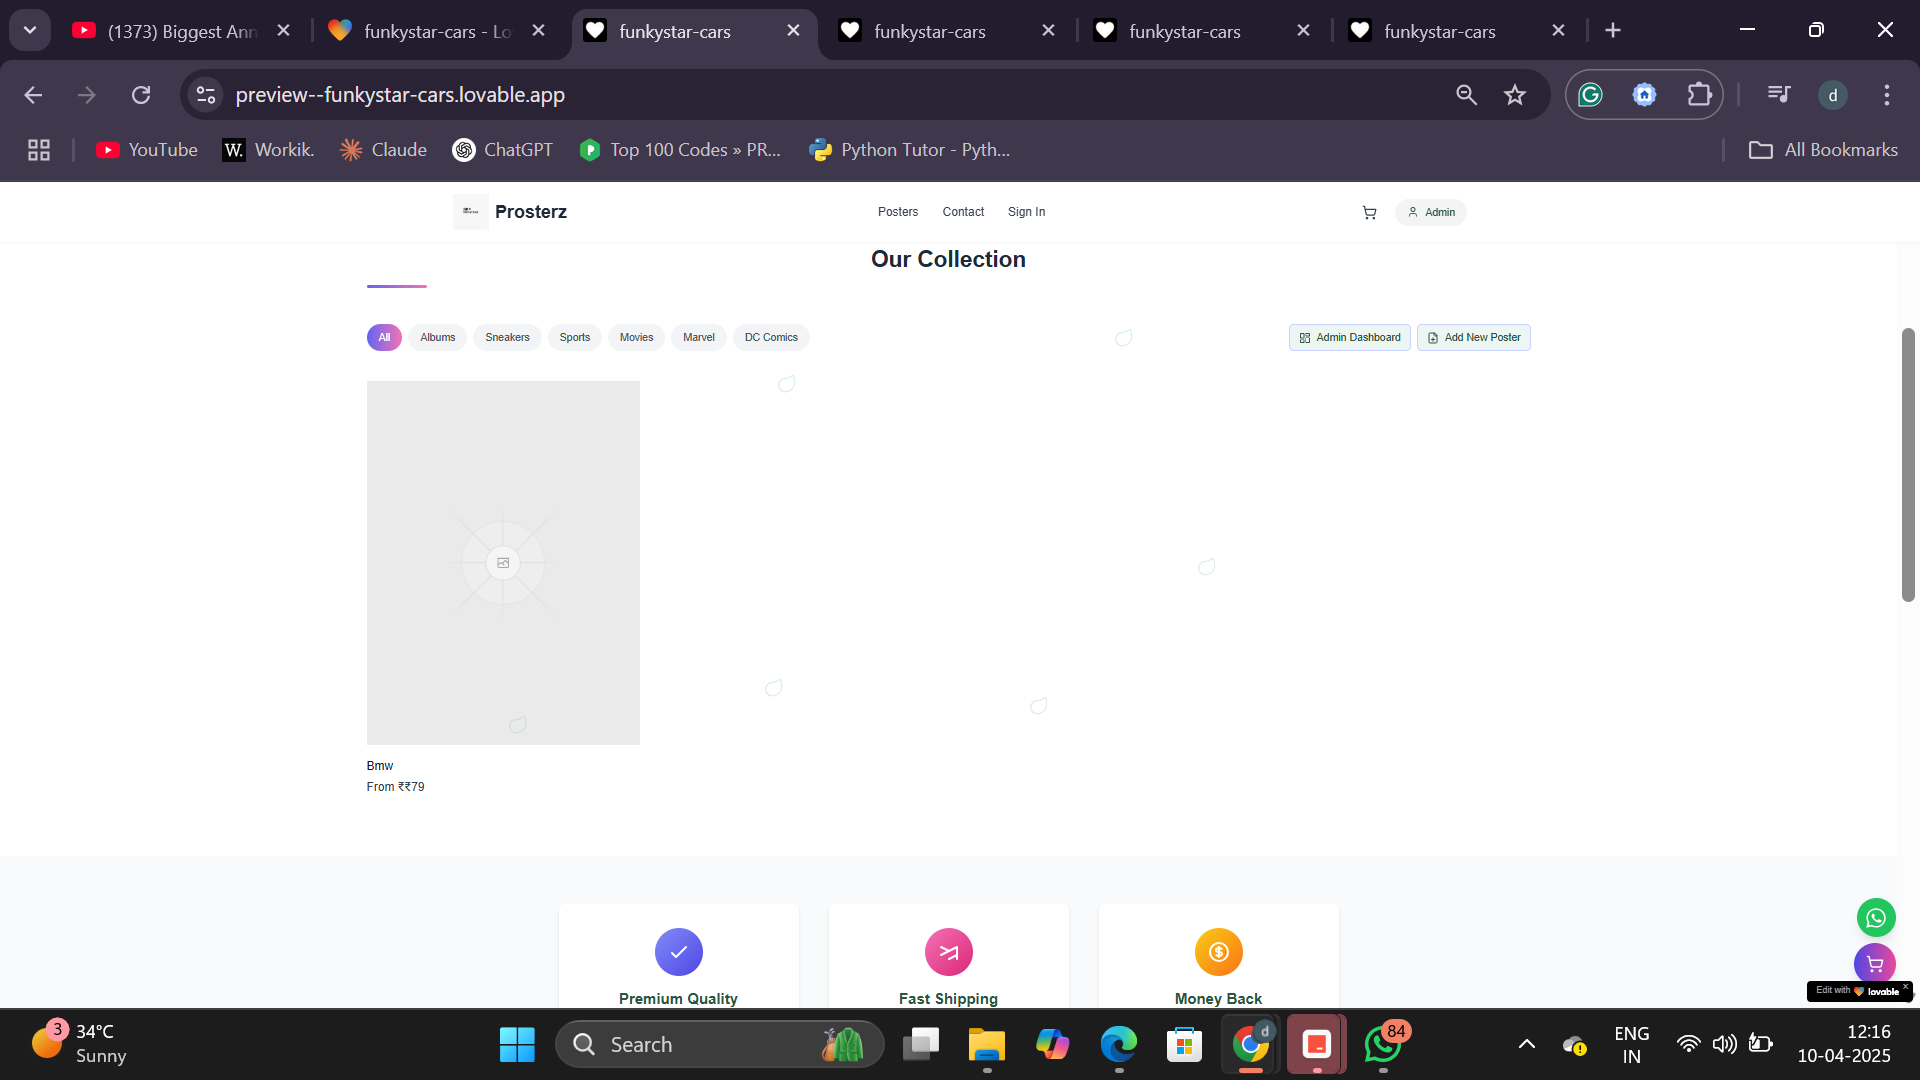 (1373) Biggest Ann
funkystar-cars - Lo
funkystar-cars
funkystar-cars
funkystar-cars
funkystar-cars
preview--funkystar-cars.lovable.app
d
YouTube
W.
Workik.
Claude
ChatGPT
Top 100 Codes » PR...
Python Tutor - Pyth...
All Bookmarks
Prosterz
Posters
Contact
Sign In
Admin
Our Collection
All
Albums
Sneakers
Sports
Movies
Marvel
DC Comics
Admin Dashboard
Add New Poster
Bmw
From ₹₹79
Premium Quality
Fast Shipping
Money Back
Edit with lovable
3
34°C
Sunny
Search
d
84
ENG
IN
12:16
10-04-2025